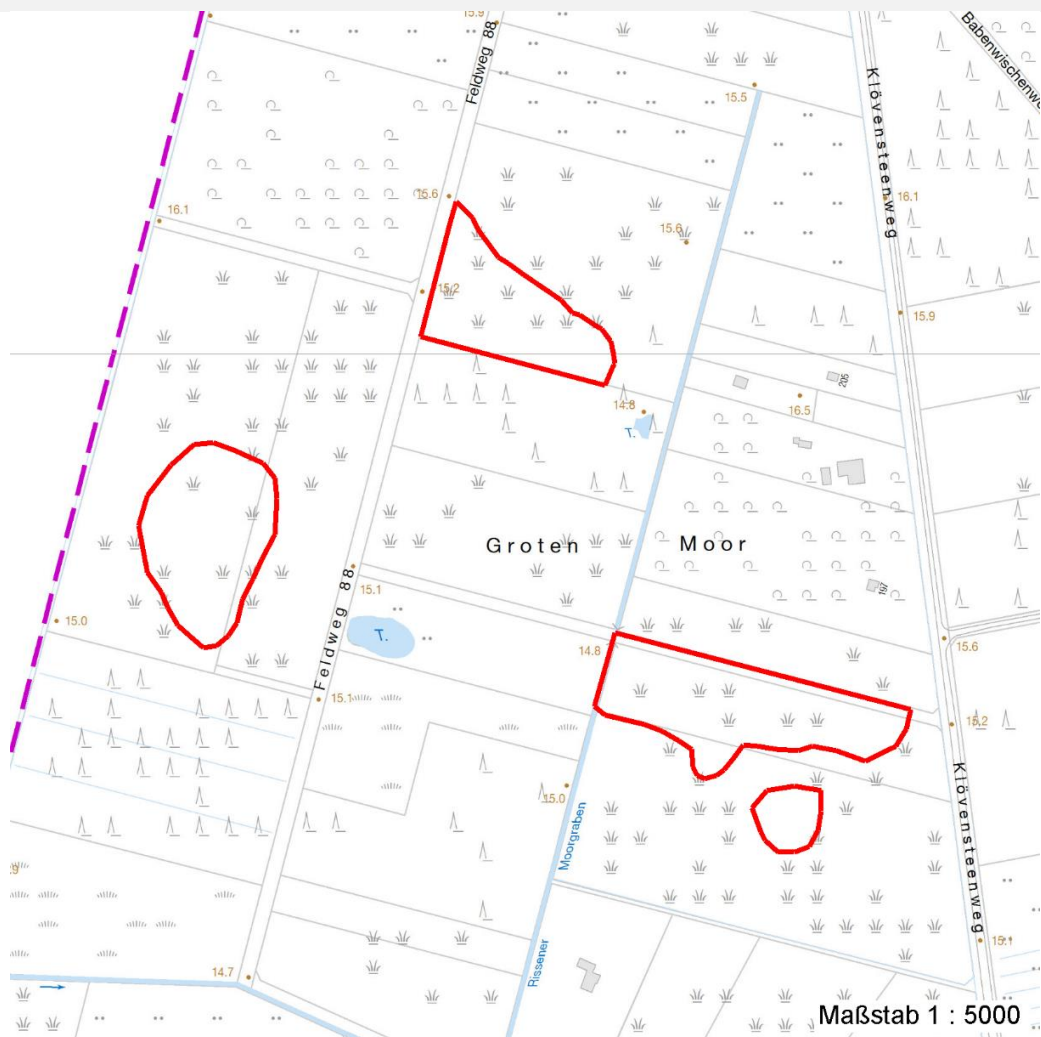 15.9
Feldweg 88
Babenwischenwe
15.5
Klövensteenweg
15.6
16.1
16.1
15.6
15.2
15.9
205
14.8
16.5
T.
Groten Moor
197
15.1
15.0
T.
Feldweg 88
14.8
15.6
15.1
15.2
15.0
Moorgraben
Klövensteenweg
.9
15.1
Rissener
14.7
Maßstab 1 : 5000